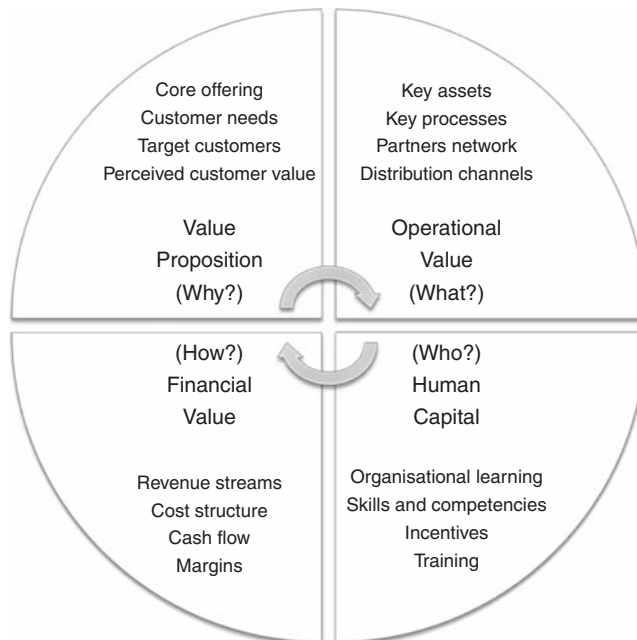 Core offering
Customer needs
Target customers
Perceived customer value
Value
Proposition
(Why?)
Key assets
Key processes
Partners network
Distribution channels
Operational
Value
(What?)
(How?)
Financial
Value
Revenue streams
Cost structure
Cash flow
Margins
(Who?)
Human
Capital
Organisational learning
Skills and competencies
Incentives
Training